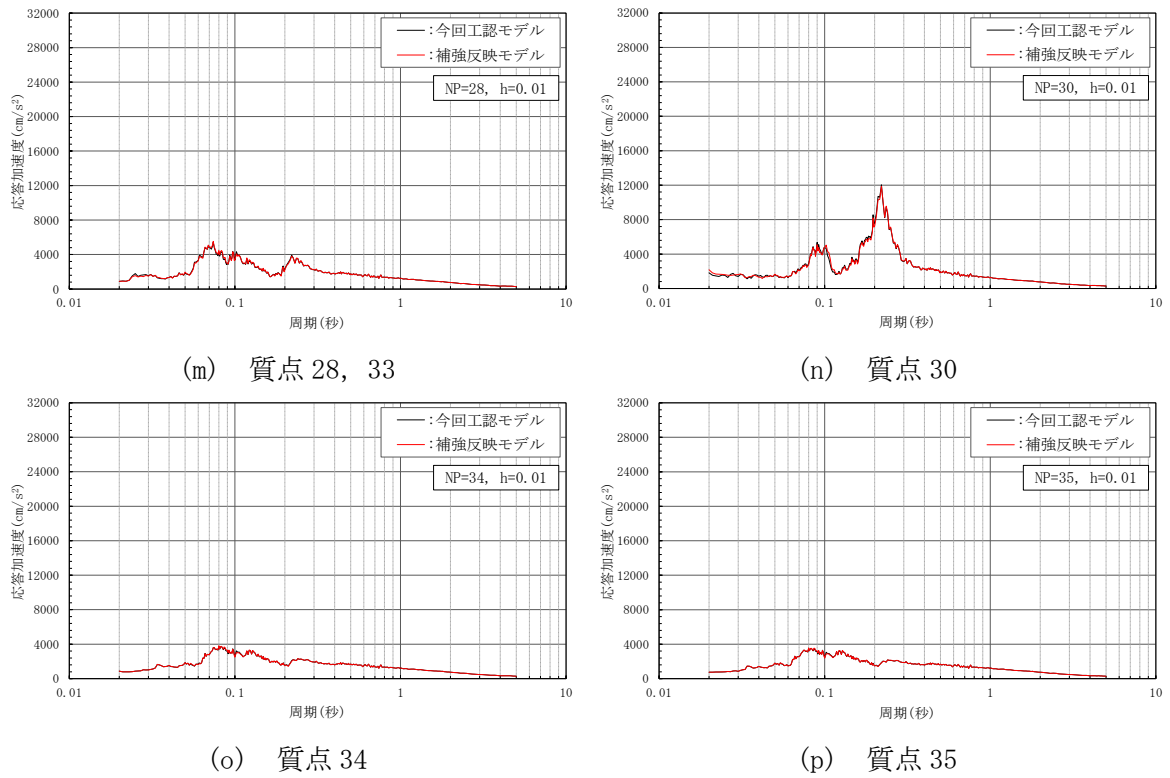 32000
28000
24000
20000
16000
12000
8000
4000
0
応答加速度(cm/s²)
0.01 0.1 1 10
周期(秒)
:今回工認モデル
:補強反映モデル
NP=28, h=0.01
(m) 質点 28, 33
32000
28000
24000
20000
16000
12000
8000
4000
0
応答加速度(cm/s²)
0.01 0.1 1 10
周期(秒)
:今回工認モデル
:補強反映モデル
NP=30, h=0.01
(n) 質点 30
32000
28000
24000
20000
16000
12000
8000
4000
0
応答加速度(cm/s²)
0.01 0.1 1 10
周期(秒)
:今回工認モデル
:補強反映モデル
NP=34, h=0.01
(o) 質点 34
32000
28000
24000
20000
16000
12000
8000
4000
0
応答加速度(cm/s²)
0.01 0.1 1 10
周期(秒)
:今回工認モデル
:補強反映モデル
NP=35, h=0.01
(p) 質点 35